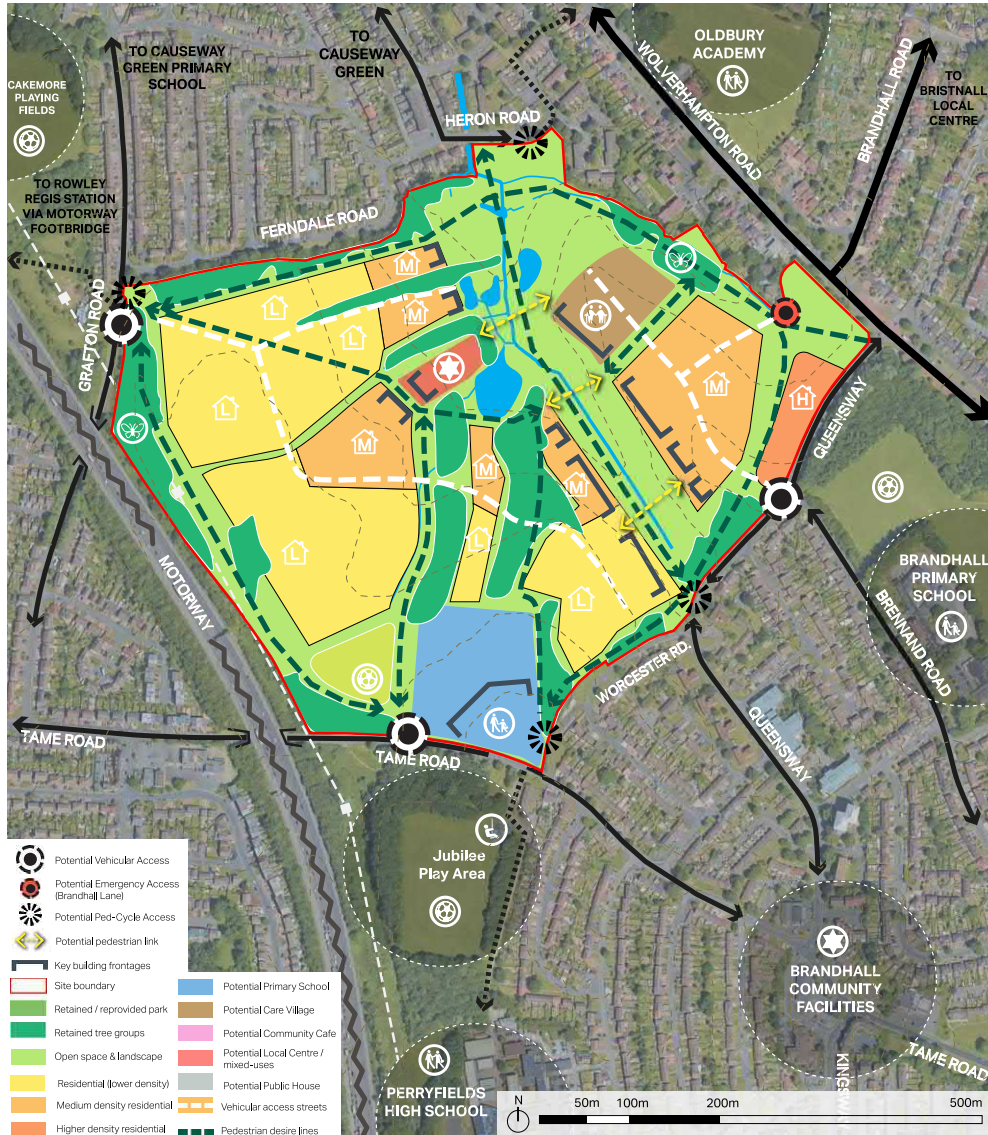 OLDBURY
ACADEMY
TO CAUSEWAY
GREEN PRIMARY
SCHOOL
TO
CAUSEWAY
GREEN
WOLVERHAMPTON ROAD
BRANDHALL ROAD
TO
BRISTNALL
LOCAL
CENTRE
CAKEMORE
PLAYING
FIELDS
HERON ROAD
TO ROWLEY
REGIS STATION
VIA MOTORWAY
FOOTBRIDGE
FERNDALE ROAD
GRAFTON ROAD
L
M
L
M
L
L
M
M
M
M
H
L
L
L
QUEENSWAY
MOTORWAY
BRANDHALL
PRIMARY
SCHOOL
BRENNAND ROAD
WORCESTER RD.
QUEENSWAY
TAME ROAD
TAME ROAD
Jubilee
Play Area
BRANDHALL
COMMUNITY
FACILITIES
TAME ROAD
PERRYFIELDS
HIGH SCHOOL
Potential Vehicular Access
Potential Emergency Access
(Brandhall Lane)
Potential Ped-Cycle Access
Potential pedestrian link
Key building frontages
Site boundary
Retained / reprovided park
Retained tree groups
Open space & landscape
Residential (lower density)
Medium density residential
Higher density residential
Potential Primary School
Potential Care Village
Potential Community Cafe
Potential Local Centre /
mixed-uses
Potential Public House
Vehicular access streets
Pedestrian desire lines
N
50m 100m 200m 500m